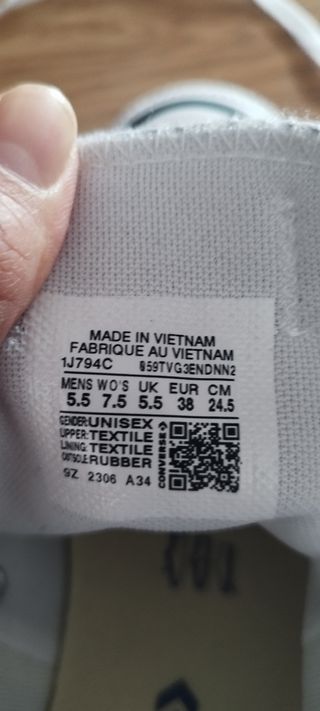 MADE IN VIETNAM
FABRIQUE AU VIETNAM
1J794C 059TVG3ENDNN2
MENS WO'S UK EUR CM
5.5 7.5 5.5 38 24.5
GENDER: UNISEX
UPPER: TEXTILE
LINING: TEXTILE
OUTSOLE: RUBBER
CONVERSE
9Z 2306 A34